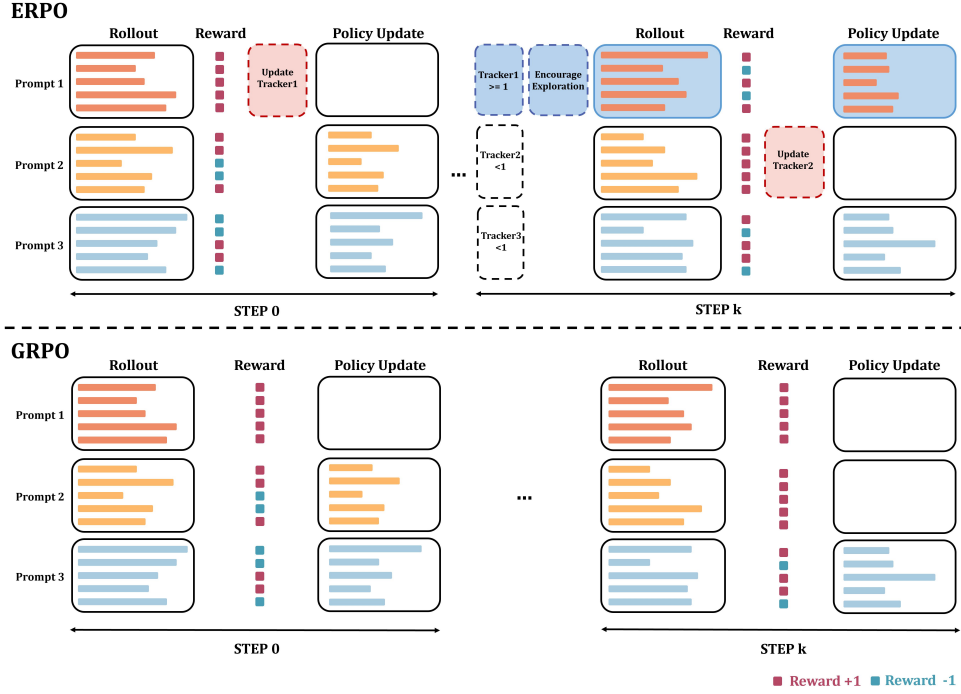 ERPO
Rollout Reward Policy Update Rollout Reward Policy Update
Prompt 1
Update
Tracker1
Tracker1
>= 1
Encourage
Exploration
Prompt 2
...
Tracker2
<1
Update
Tracker2
Prompt 3
Tracker3
<1
STEP 0 STEP k
GRPO
Rollout Reward Policy Update Rollout Reward Policy Update
Prompt 1
Prompt 2
...
Prompt 3
STEP 0 STEP k
Reward +1 Reward -1